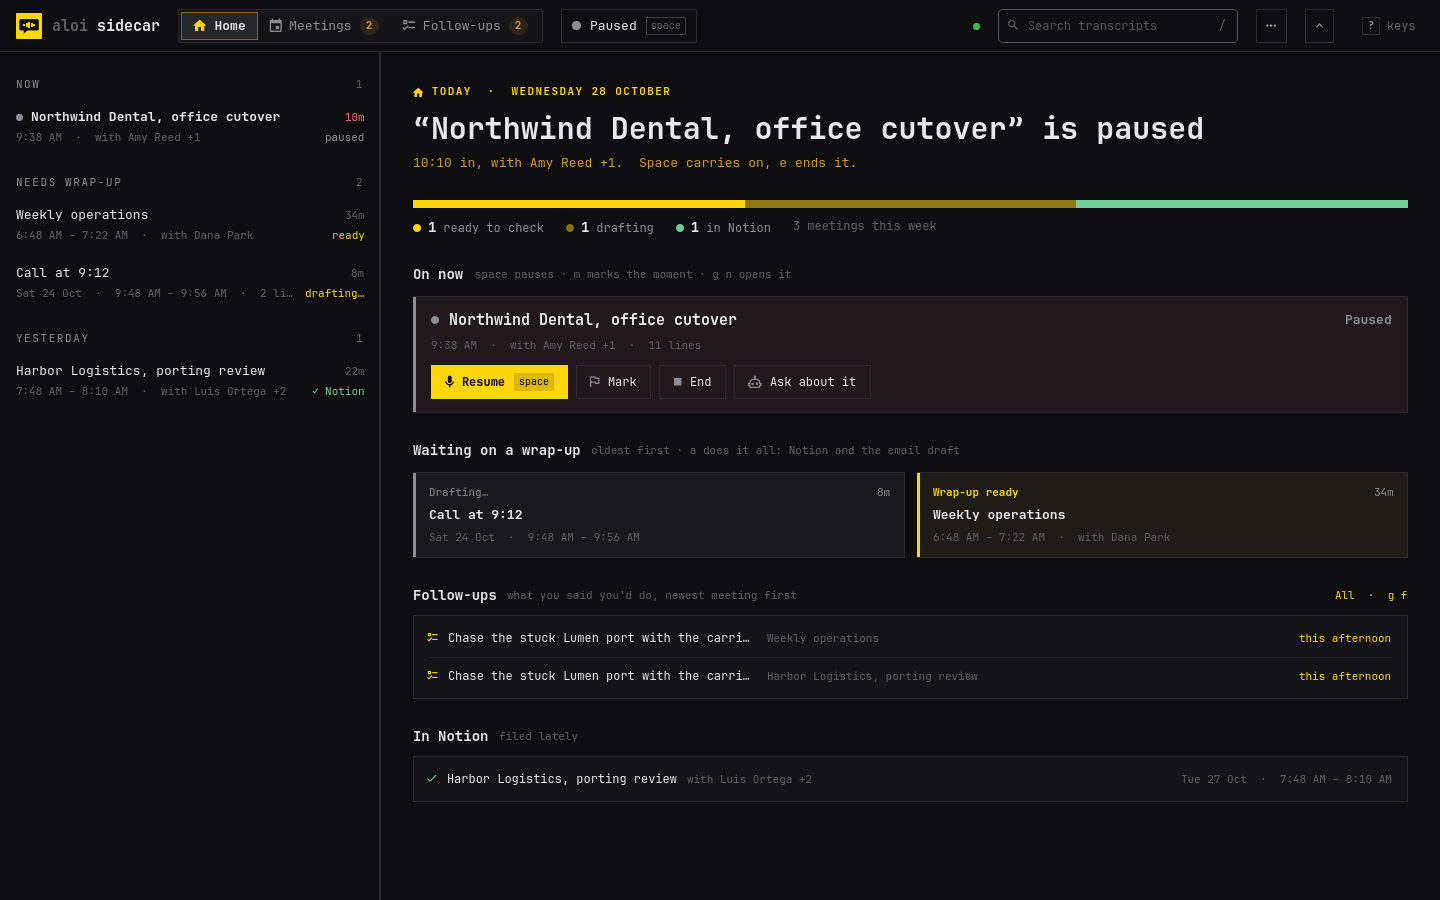 aloi sidecar
Home
Meetings 2
Follow-ups 2
Paused space
Search transcripts /
? keys
NOW 1
Northwind Dental, office cutover 10m
9:38 AM · with Amy Reed +1 paused
NEEDS WRAP-UP 2
Weekly operations 34m
6:48 AM – 7:22 AM · with Dana Park ready
Call at 9:12 8m
Sat 24 Oct · 9:48 AM – 9:56 AM · 2 li… drafting…
YESTERDAY 1
Harbor Logistics, porting review 22m
7:48 AM – 8:10 AM · with Luis Ortega +2 Notion
TODAY · WEDNESDAY 28 OCTOBER
“Northwind Dental, office cutover” is paused
10:10 in, with Amy Reed +1. Space carries on, e ends it.
1 ready to check 1 drafting 1 in Notion 3 meetings this week
On now space pauses · m marks the moment · g n opens it
Northwind Dental, office cutover Paused
9:38 AM · with Amy Reed +1 · 11 lines
Resume space Mark End Ask about it
Waiting on a wrap-up oldest first · a does it all: Notion and the email draft
Drafting… 8m
Call at 9:12
Sat 24 Oct · 9:48 AM – 9:56 AM
Wrap-up ready 34m
Weekly operations
6:48 AM – 7:22 AM · with Dana Park
Follow-ups what you said you'd do, newest meeting first All · g f
Chase the stuck Lumen port with the carri… Weekly operations this afternoon
Chase the stuck Lumen port with the carri… Harbor Logistics, porting review this afternoon
In Notion filed lately
Harbor Logistics, porting review with Luis Ortega +2 Tue 27 Oct · 7:48 AM – 8:10 AM